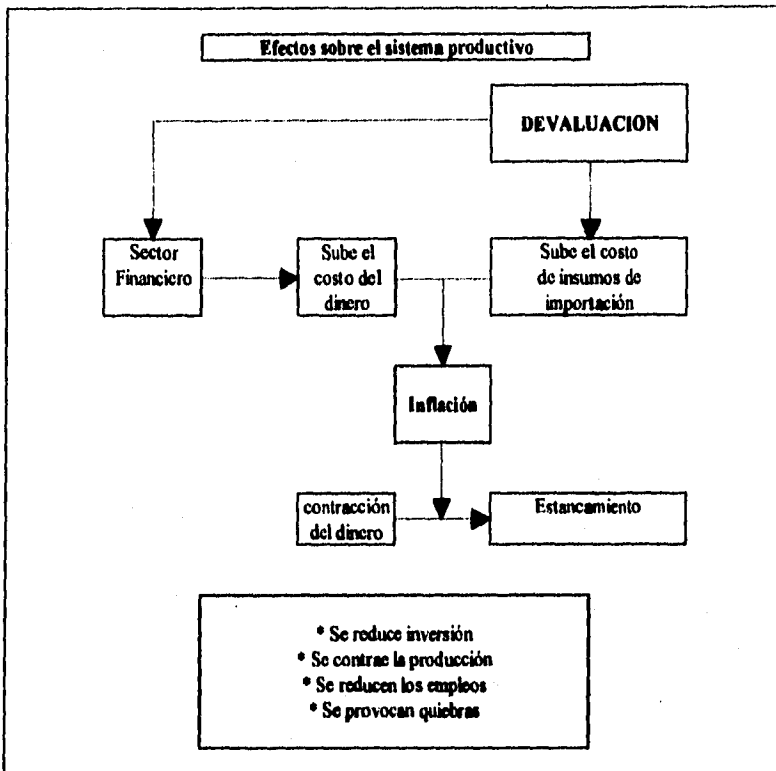 Efectos sobre el sistema productivo
DEVALUACION
Sector
Financiero
Sube el
costo del
dinero
Sube el costo
de insumos de
importación
Inflación
contracción
del dinero
Estancamiento
* Se reduce inversión
* Se contrae la producción
* Se reducen los empleos
* Se provocan quiebras